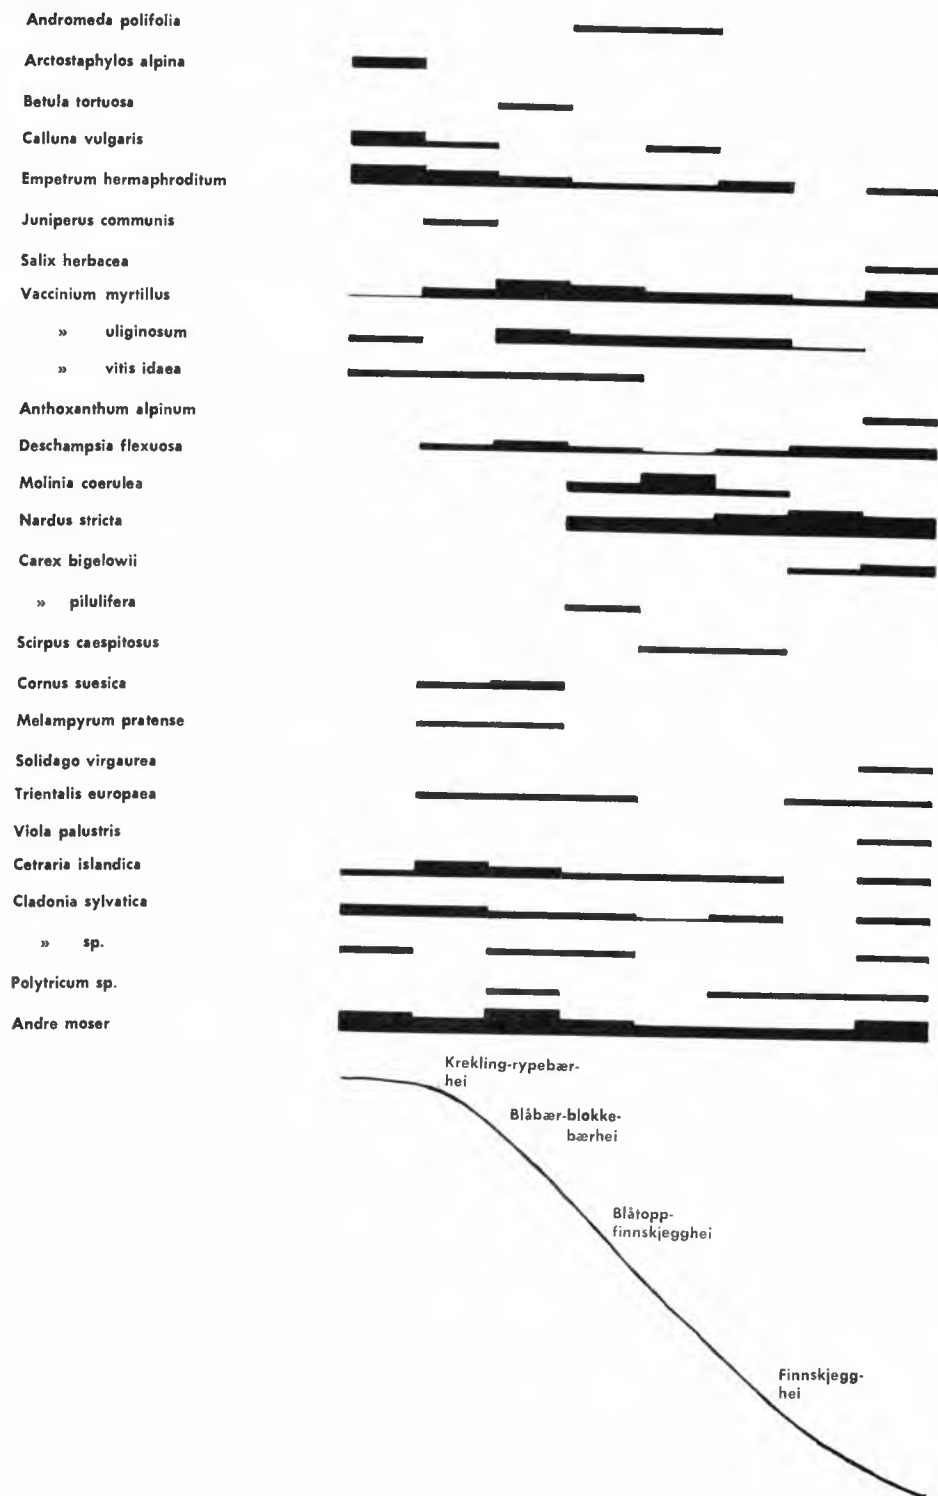 Andromeda polifolia
Arctostaphylos alpina
Betula tortuosa
Calluna vulgaris
Empetrum hermaphroditum
Juniperus communis
Salix herbacea
Vaccinium myrtillus
» uliginosum
» vitis idaea
Anthoxanthum alpinum
Deschampsia flexuosa
Molinia coerulea
Nardus stricta
Carex bigelowii
» pilulifera
Scirpus caespitosus
Cornus suesica
Melampyrum pratense
Solidago virgaurea
Trientalis europaea
Viola palustris
Cetraria islandica
Cladonia sylvatica
» sp.
Polytricum sp.
Andre moser
Krekling-rypebær-
hei
Blåbær-blokke-
bærhei
Blåtopp-
finnskjegghei
Finnskjegg-
hei